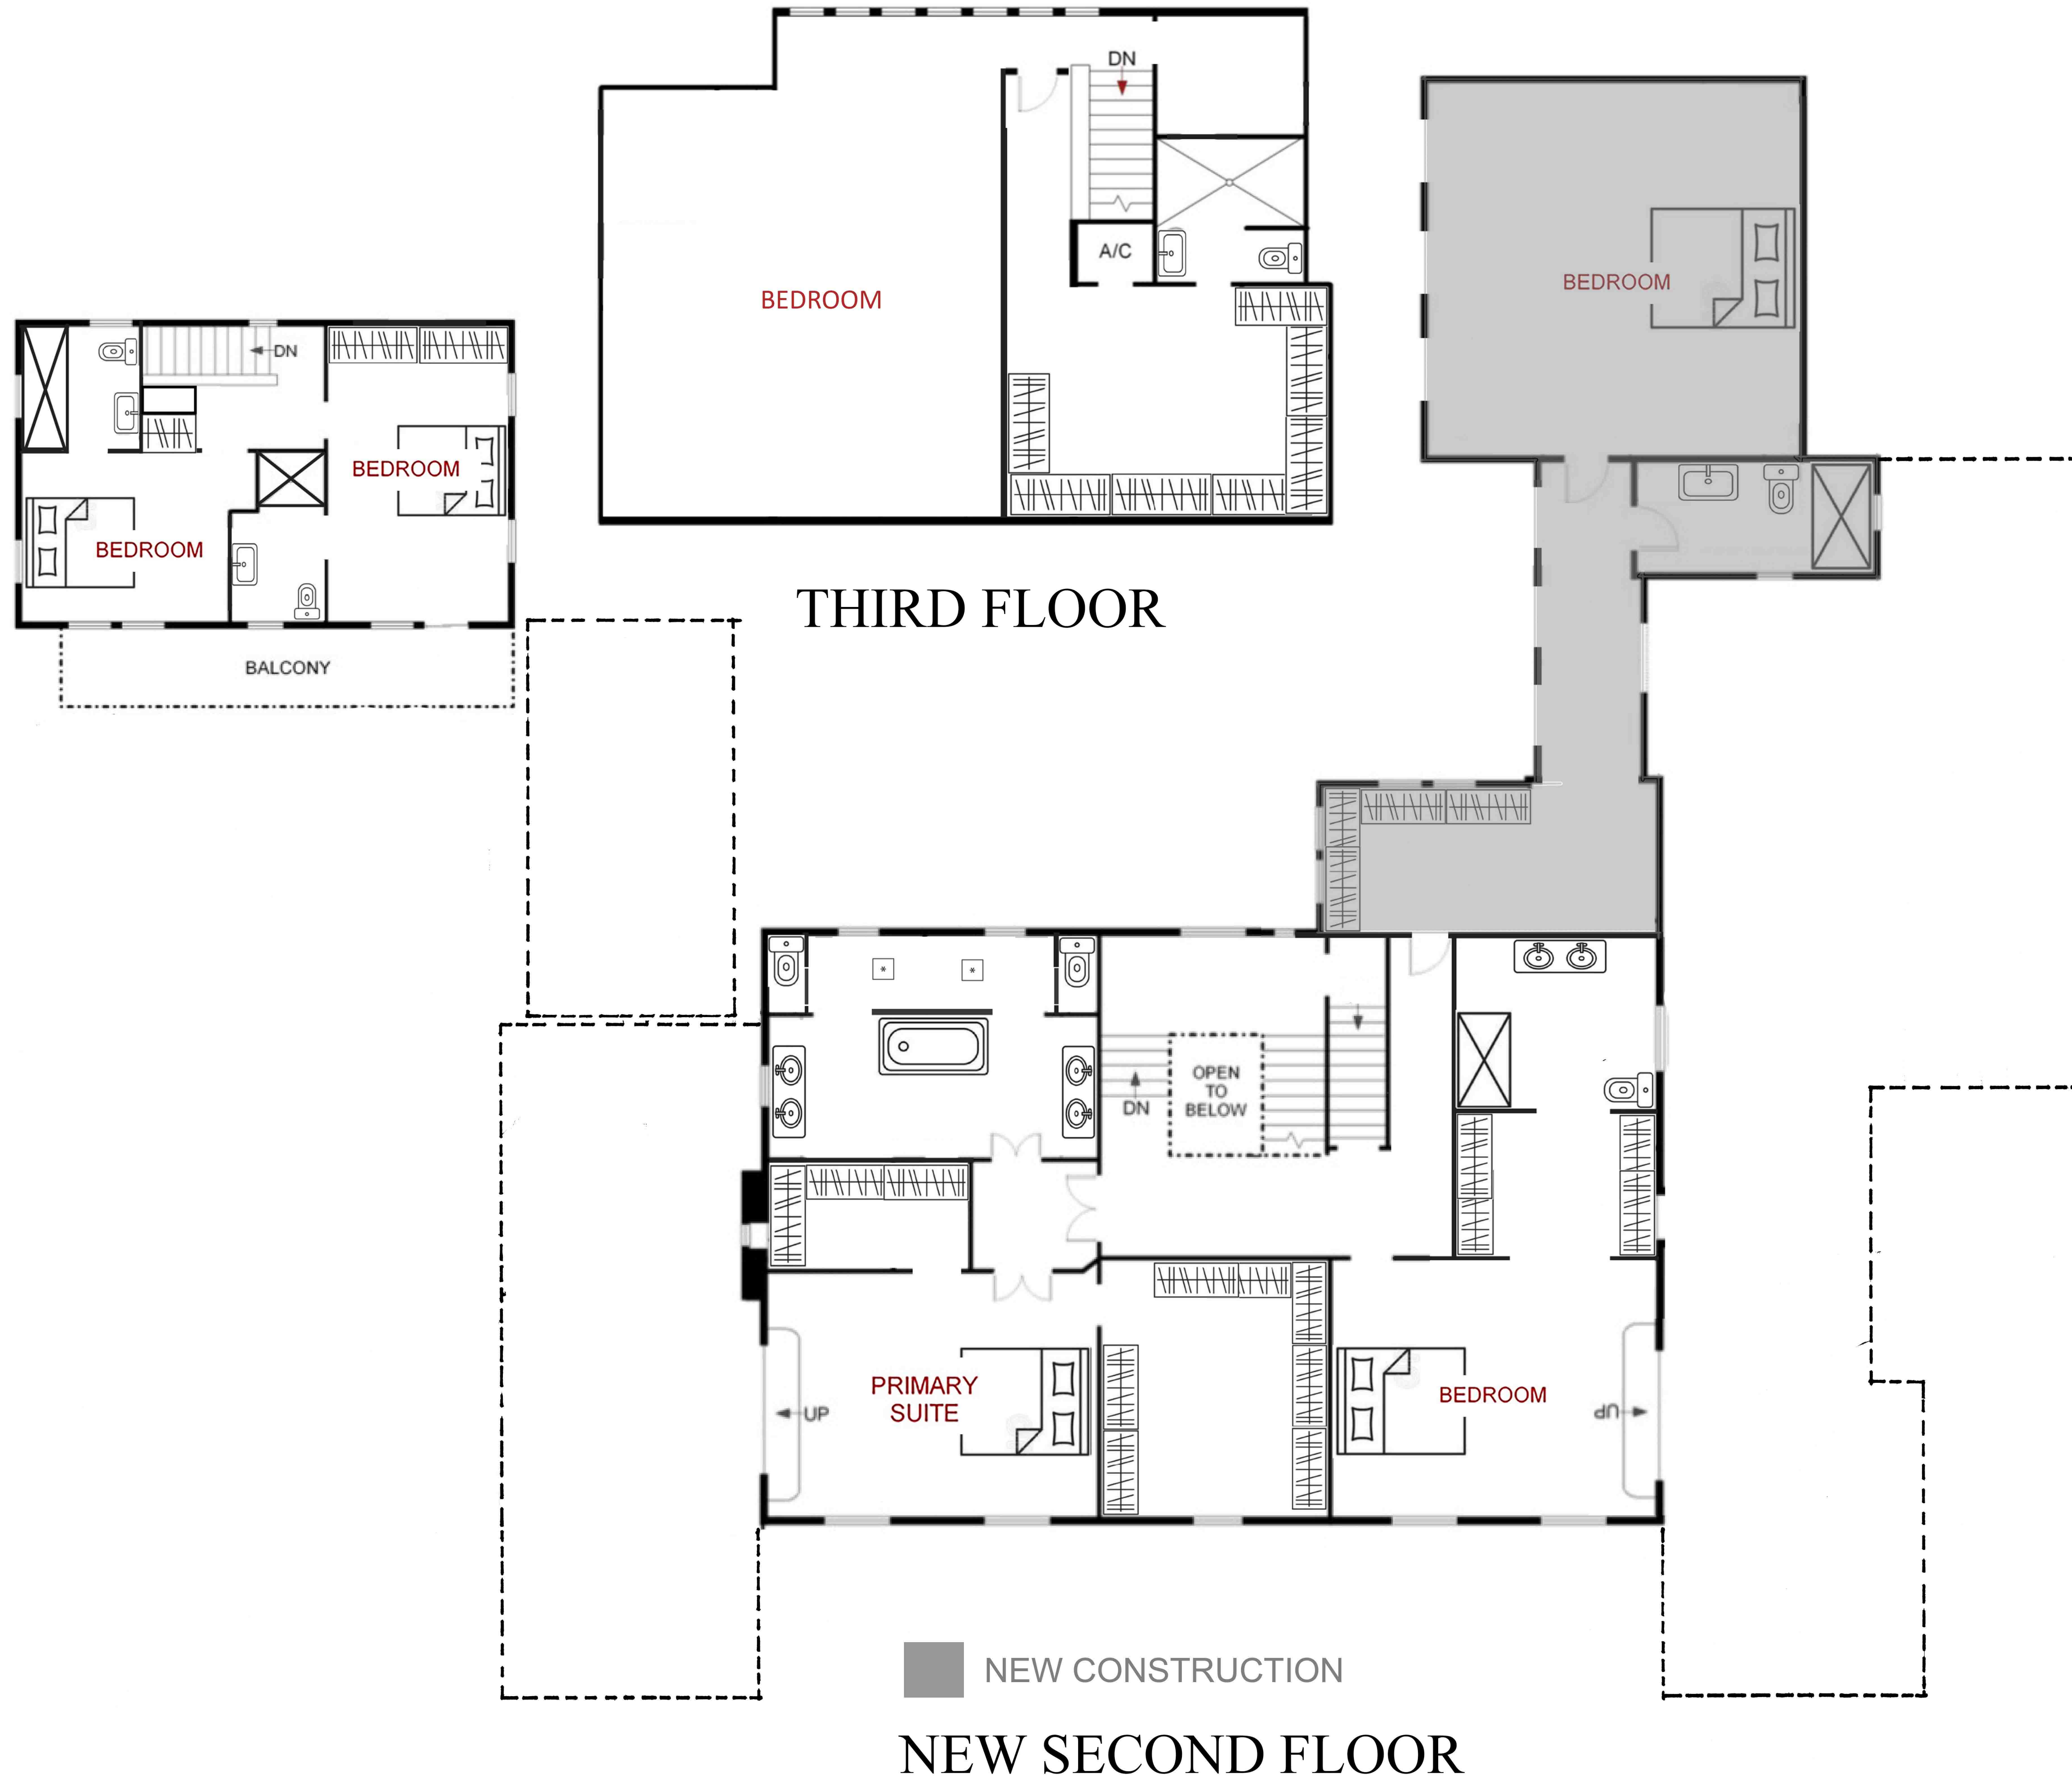 DN
A/C
BEDROOM
BEDROOM
DN
BEDROOM
BEDROOM
BALCONY
THIRD FLOOR
OPEN
TO
BELOW
DN
PRIMARY
SUITE
UP
BEDROOM
UP
NEW CONSTRUCTION
NEW SECOND FLOOR